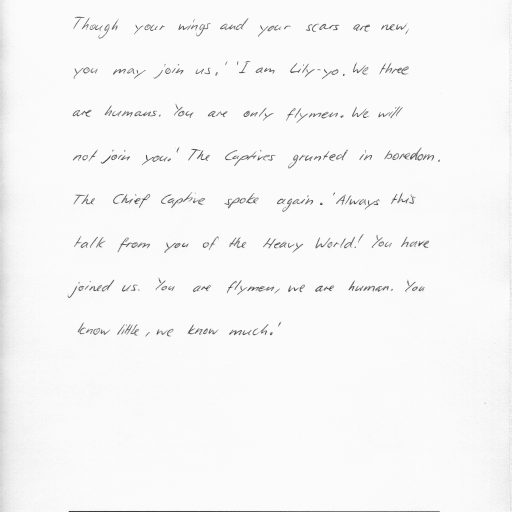 Though your wings and your scars are new,
you may join us.' 'I am Lily-yo. We three
are humans. You are only flymen. We will
not join you.' The Captives grunted in boredom.
The Chief Captive spoke again. 'Always this
talk from you of the Heavy World! You have
joined us. You are flymen, we are human. You
know little, we know much.'